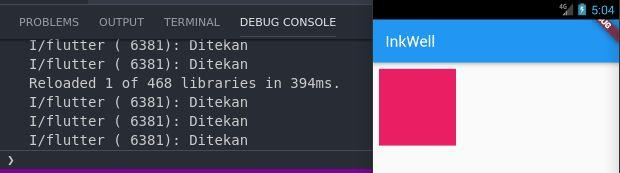 PROBLEMS OUTPUT TERMINAL DEBUG CONSOLE
I/flutter ( 6381): Ditekan
I/flutter ( 6381): Ditekan
Reloaded 1 of 468 libraries in 394ms.
I/flutter ( 6381): Ditekan
I/flutter ( 6381): Ditekan
I/flutter ( 6381): Ditekan
❯
4G 5:04
InkWell